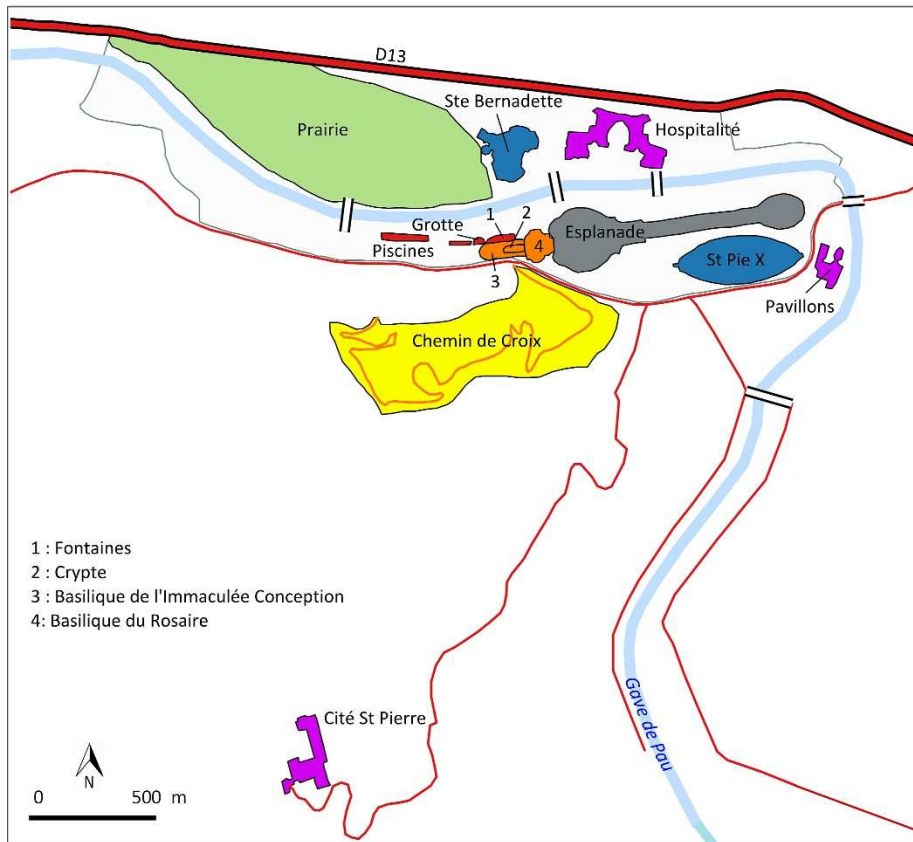 D13
Ste Bernadette
Prairie
Hospitalité
Grotte
1
2
Esplanade
4
Piscines
3
St Pie X
Pavillons
Chemin de Croix
1 : Fontaines
2 : Crypte
3 : Basilique de l'Immaculée Conception
4: Basilique du Rosaire
Gave de Pau
Cité St Pierre
N
0 500 m